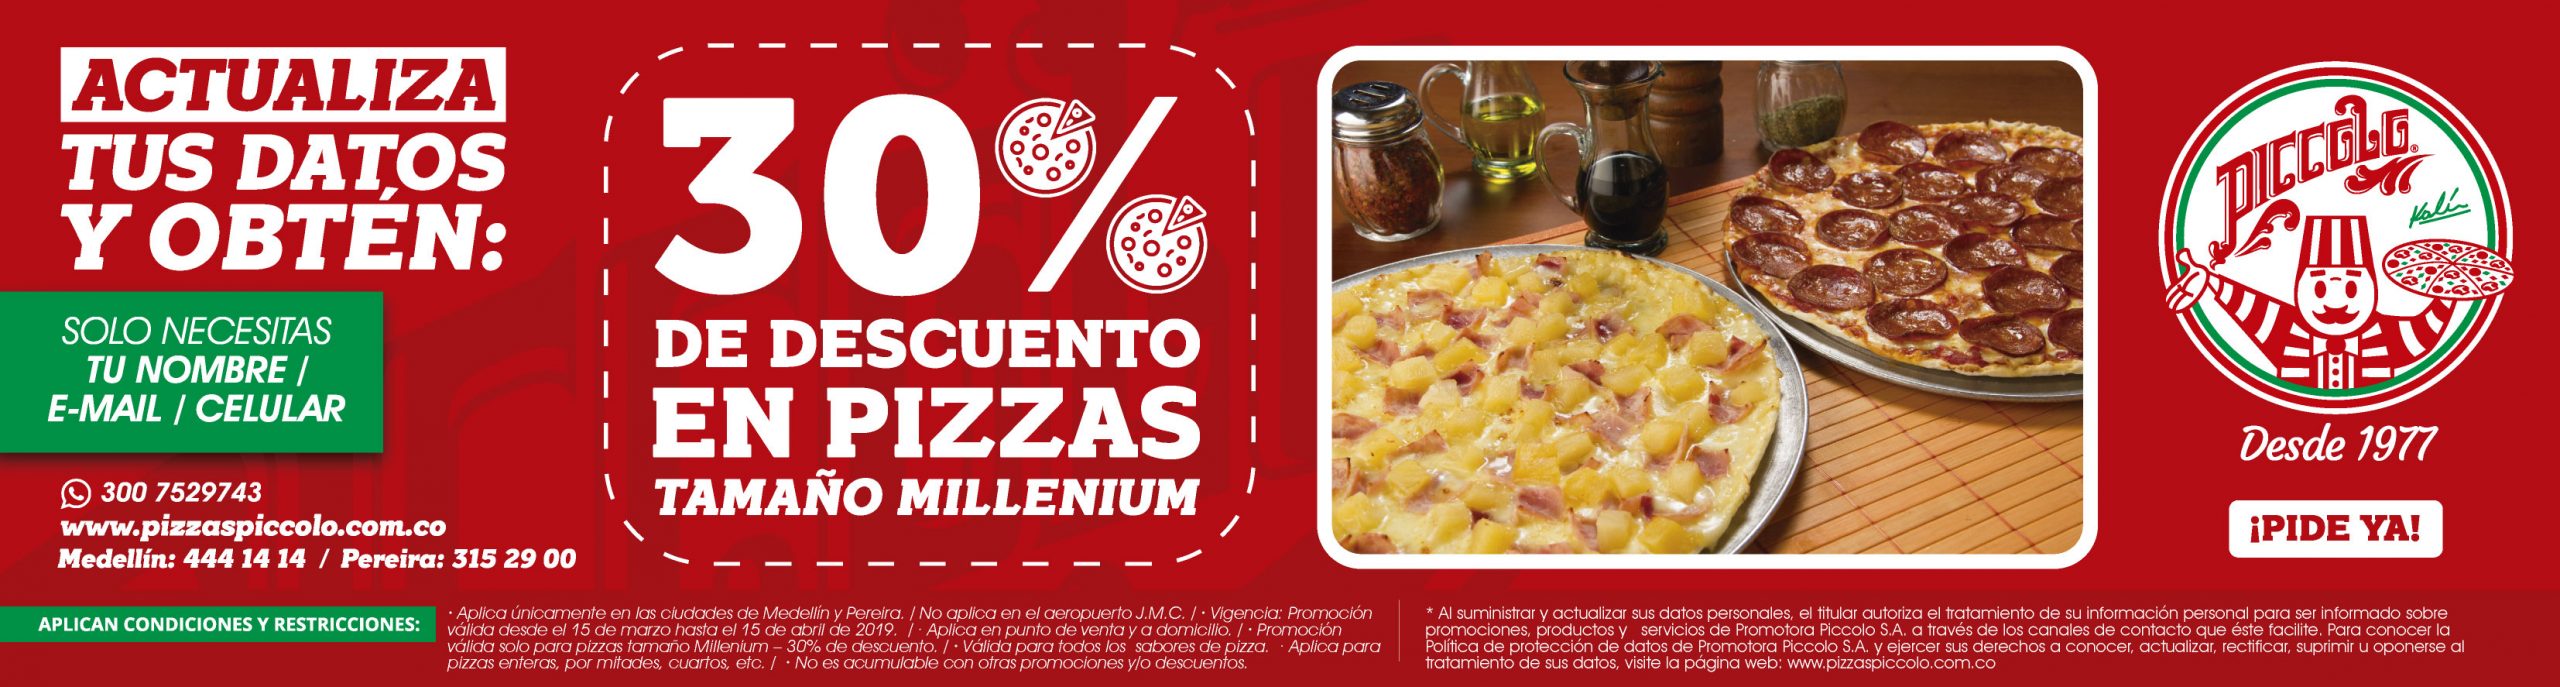 ACTUALIZA
TUS DATOS
Y OBTÉN:
SOLO NECESITAS
TU NOMBRE /
E-MAIL / CELULAR
300 7529743
www.pizzaspiccolo.com.co
Medellín: 444 14 14 / Pereira: 315 29 00
30%
DE DESCUENTO
EN PIZZAS
TAMAÑO MILLENIUM
PICCOLO®
Kalín
Desde 1977
¡PIDE YA!
APLICAN CONDICIONES Y RESTRICCIONES:
· Aplica únicamente en las ciudades de Medellín y Pereira. / No aplica en el aeropuerto J.M.C. / · Vigencia: Promoción
válida desde el 15 de marzo hasta el 15 de abril de 2019. / · Aplica en punto de venta y a domicilio. / · Promoción
válida solo para pizzas tamaño Millenium – 30% de descuento. / · Válida para todos los sabores de pizza. · Aplica para
pizzas enteras, por mitades, cuartos, etc. / · No es acumulable con otras promociones y/o descuentos.
* Al suministrar y actualizar sus datos personales, el titular autoriza el tratamiento de su información personal para ser informado sobre
promociones, productos y servicios de Promotora Piccolo S.A. a través de los canales de contacto que éste facilite. Para conocer la
Política de protección de datos de Promotora Piccolo S.A. y ejercer sus derechos a conocer, actualizar, rectificar, suprimir u oponerse al
tratamiento de sus datos, visite la página web: www.pizzaspiccolo.com.co